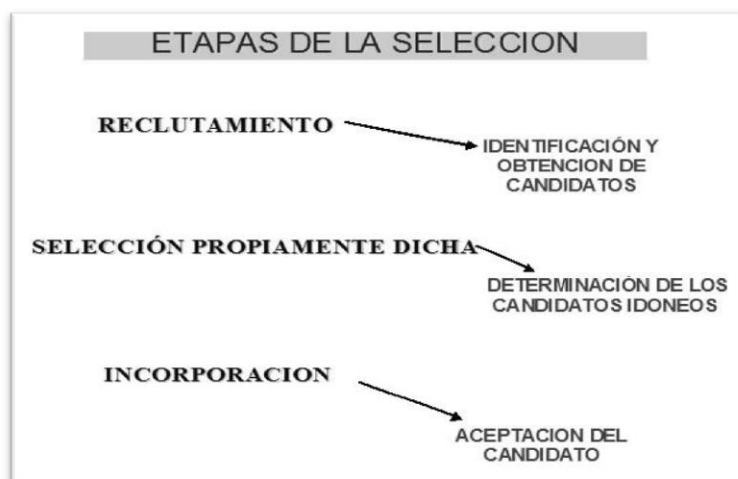 ETAPAS DE LA SELECCION
RECLUTAMIENTO
IDENTIFICACIÓN Y
OBTENCION DE
CANDIDATOS
SELECCIÓN PROPIAMENTE DICHA
DETERMINACIÓN DE LOS
CANDIDATOS IDONEOS
INCORPORACION
ACEPTACION DEL
CANDIDATO